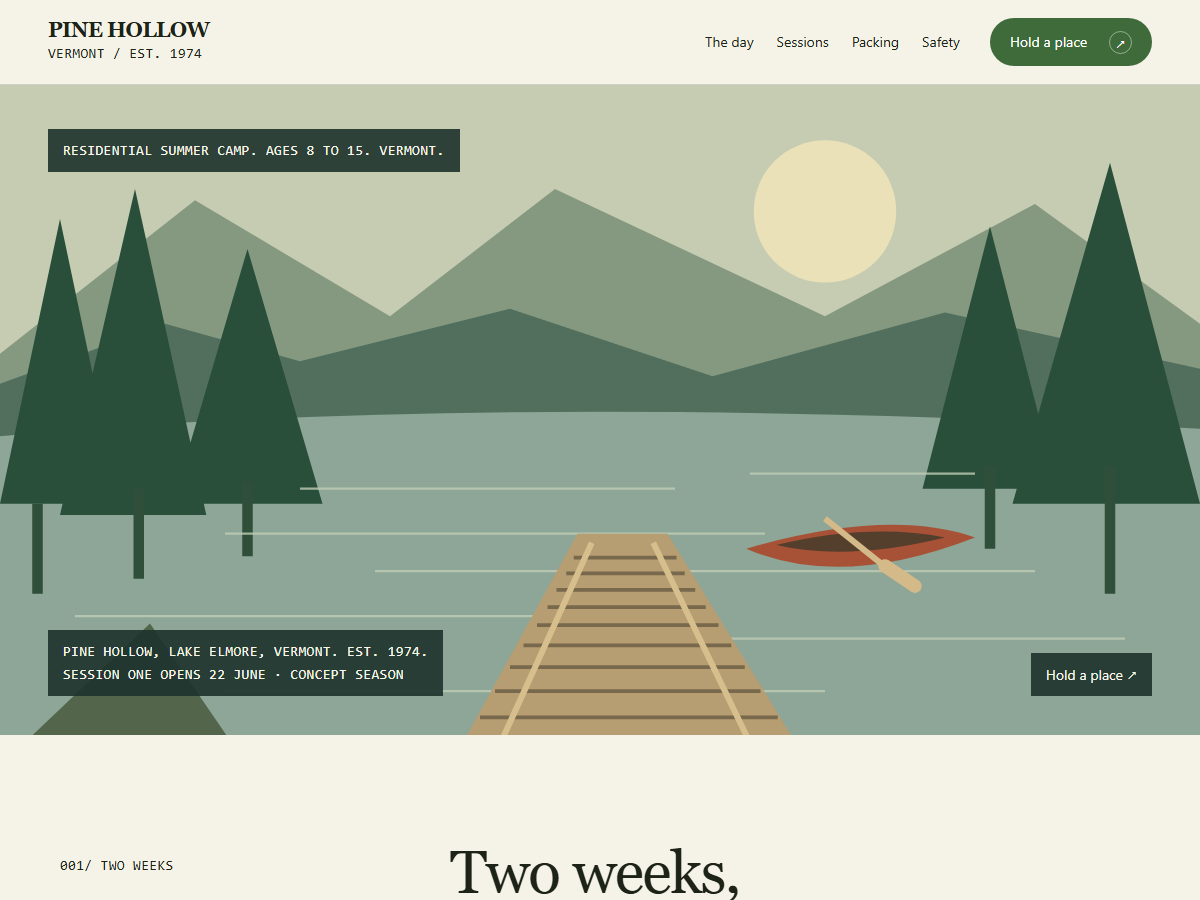 PINE HOLLOW
VERMONT / EST. 1974
The day
Sessions
Packing
Safety
Hold a place ↗
RESIDENTIAL SUMMER CAMP. AGES 8 TO 15. VERMONT.
PINE HOLLOW, LAKE ELMORE, VERMONT. EST. 1974.
SESSION ONE OPENS 22 JUNE · CONCEPT SEASON
Hold a place ↗
001/ TWO WEEKS
Two weeks,